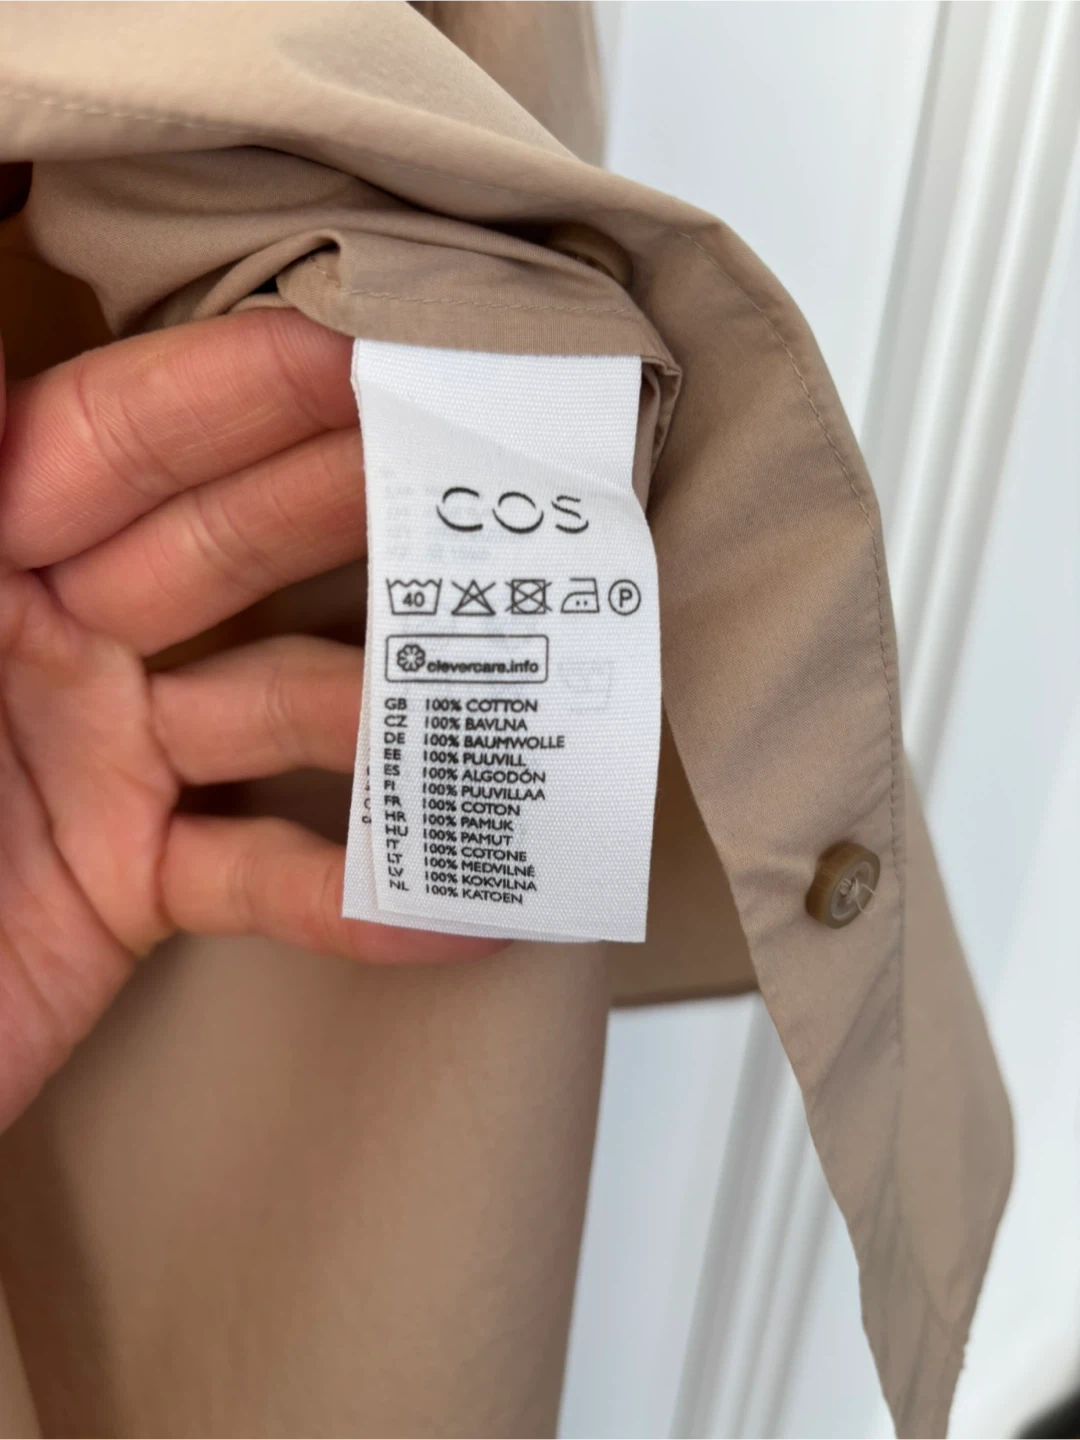 COS
40
P
clevercare.info
GB 100% COTTON
CZ 100% BAVLNA
DE 100% BAUMWOLLE
EE 100% PUUVILL
ES 100% ALGODÓN
FI 100% PUUVILLAA
FR 100% COTON
HR 100% PAMUK
HU 100% PAMUT
IT 100% COTONE
LT 100% MEDVILNĖ
LV 100% KOKVILNA
NL 100% KATOEN